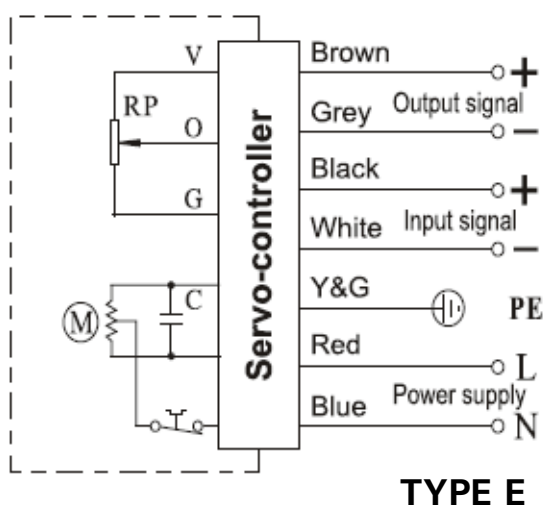 V
RP
O
G
C
M
Servo-controller
Brown
+
Grey Output signal
−
Black
+
White Input signal
−
Y&G PE
Red
L
Blue Power supply
N
TYPE E